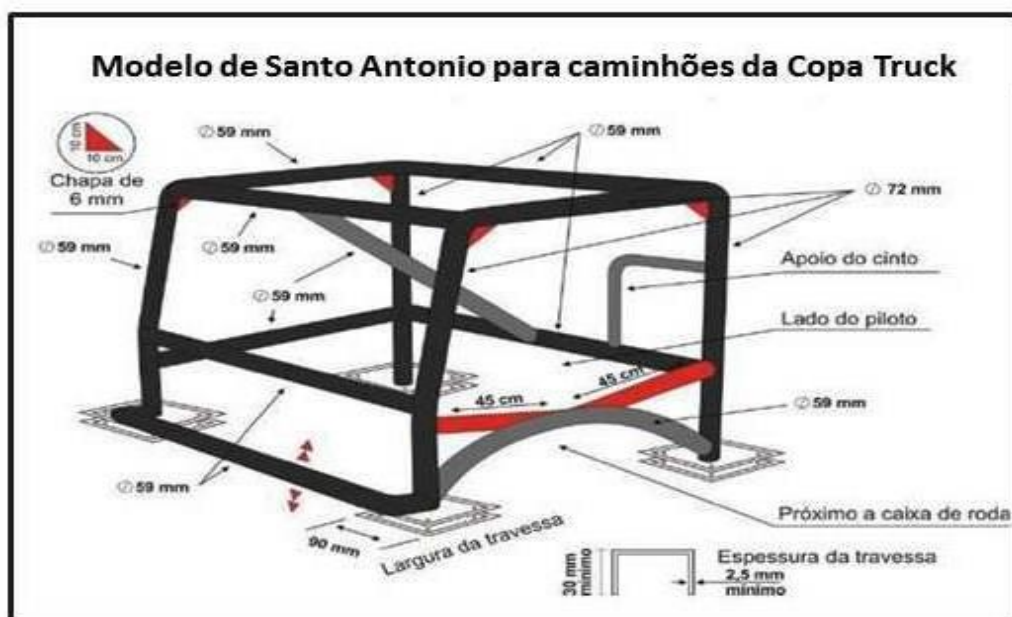 Modelo de Santo Antonio para caminhões da Copa Truck
10 cm
10 cm
Chapa de
6 mm
∅ 59 mm
∅ 59 mm
∅ 72 mm
∅ 59 mm
∅ 59 mm
∅ 59 mm
Apoio do cinto
Lado do piloto
45 cm
45 cm
∅ 59 mm
∅ 59 mm
90 mm
Largura da travessa
Próximo a caixa de roda
30 mm
mínimo
Espessura da travessa
2,5 mm
mínimo